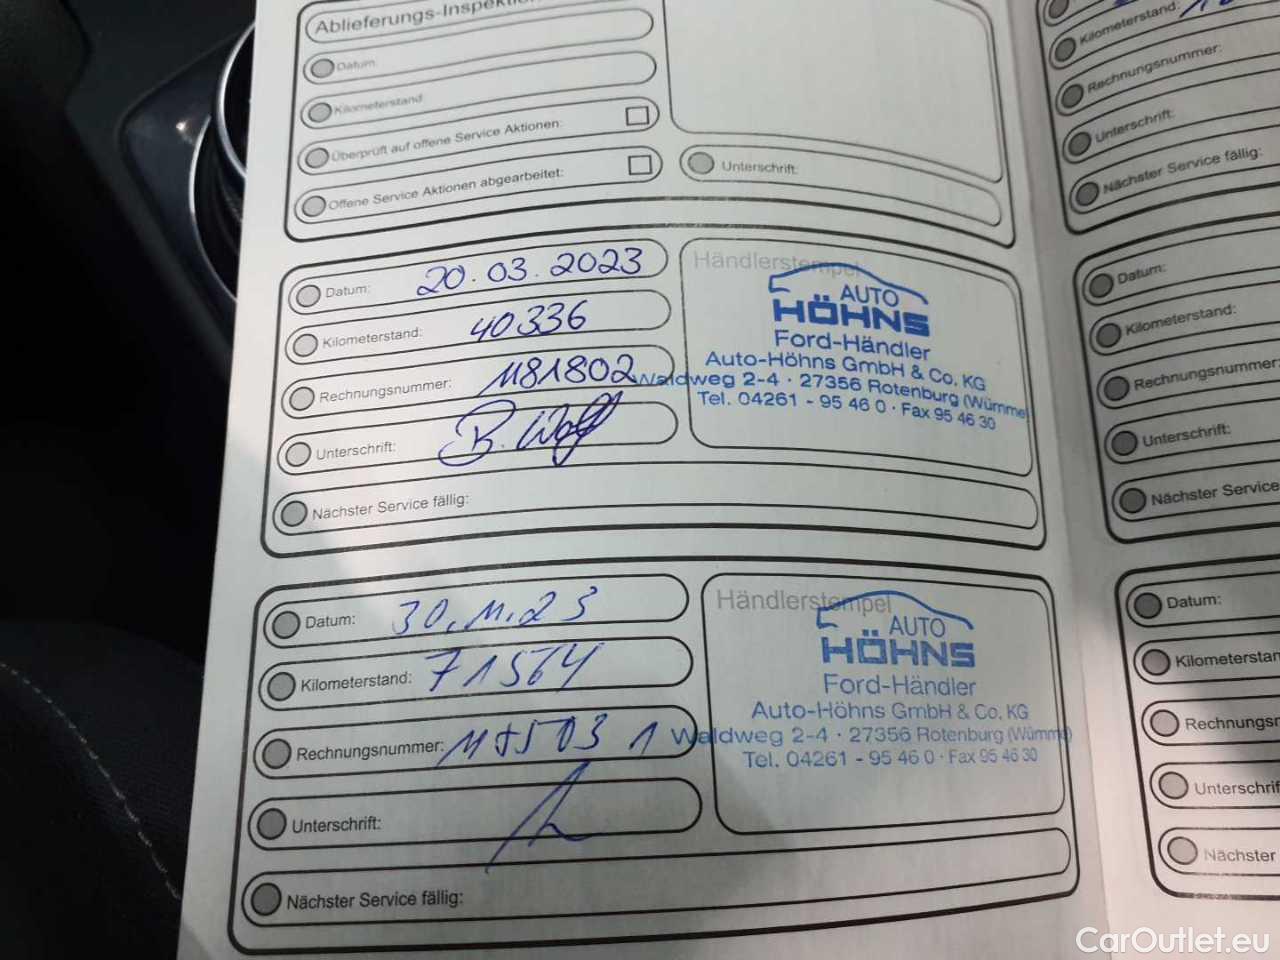 Ablieferungs-Inspektion
Datum:
Kilometerstand:
Überprüft auf offene Service Aktionen:
Offene Service Aktionen abgearbeitet:
Unterschrift:
Datum: 20.03.2023
Kilometerstand: 40336
Rechnungsnummer: 1181802
Unterschrift: B. Wolf
Nächster Service fällig:
Händlerstempel
AUTO
HÖHNS
Ford-Händler
Auto-Höhns GmbH & Co. KG
Waldweg 2-4 · 27356 Rotenburg (Wümme)
Tel. 04261 - 95 46 0 · Fax 95 46 30
Datum: 30.11.23
Kilometerstand: 71564
Rechnungsnummer:
Unterschrift:
Nächster Service fällig:
Händlerstempel
AUTO
HÖHNS
Ford-Händler
Auto-Höhns GmbH & Co. KG
Waldweg 2-4 · 27356 Rotenburg (Wümme)
Tel. 04261 - 95 46 0 · Fax 95 46 30
Kilometerstand:
Rechnungsnummer:
Unterschrift:
Nächster Service fällig:
Datum:
Kilometerstand:
Rechnungsnummer:
Unterschrift:
Nächster Service
Datum:
Kilometerstan
Rechnungsn
Unterschrif
Nächster
CarOutlet.eu